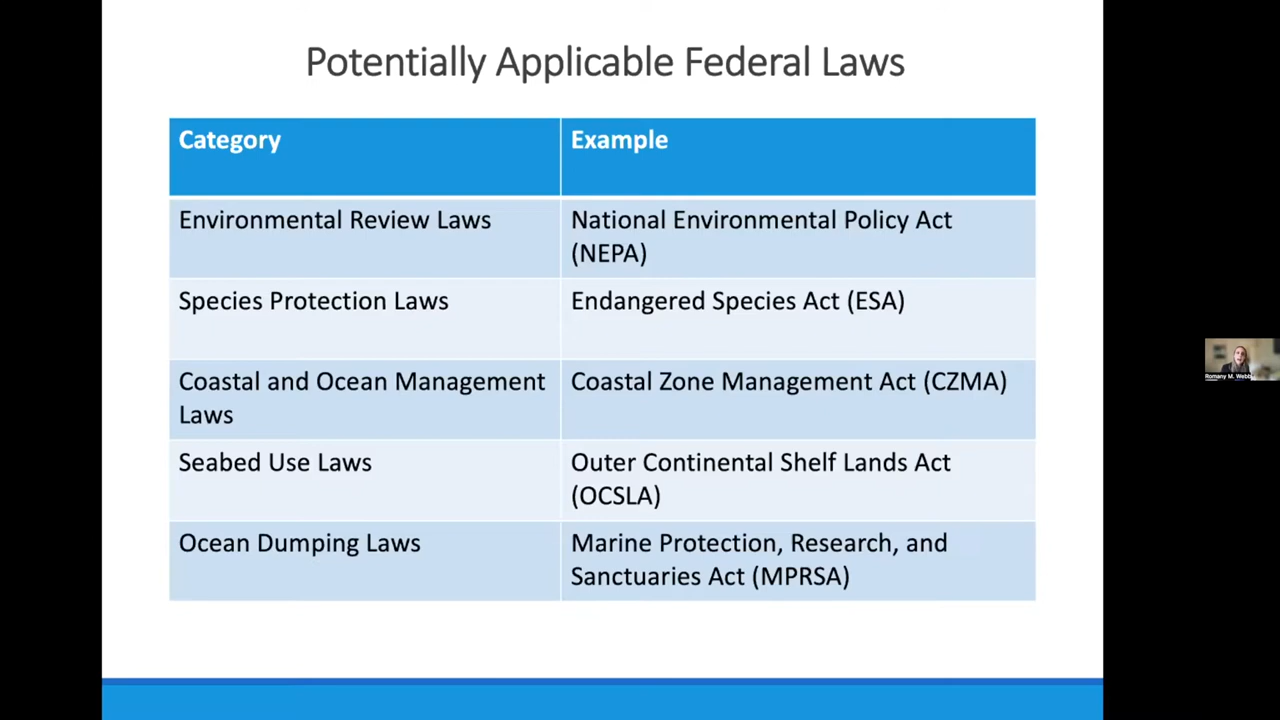 Potentially Applicable Federal Laws
Category
Example
Environmental Review Laws
National Environmental Policy Act
(NEPA)
Species Protection Laws
Endangered Species Act (ESA)
Coastal and Ocean Management
Laws
Coastal Zone Management Act (CZMA)
Seabed Use Laws
Outer Continental Shelf Lands Act
(OCSLA)
Ocean Dumping Laws
Marine Protection, Research, and
Sanctuaries Act (MPRSA)
Romany M. Webb